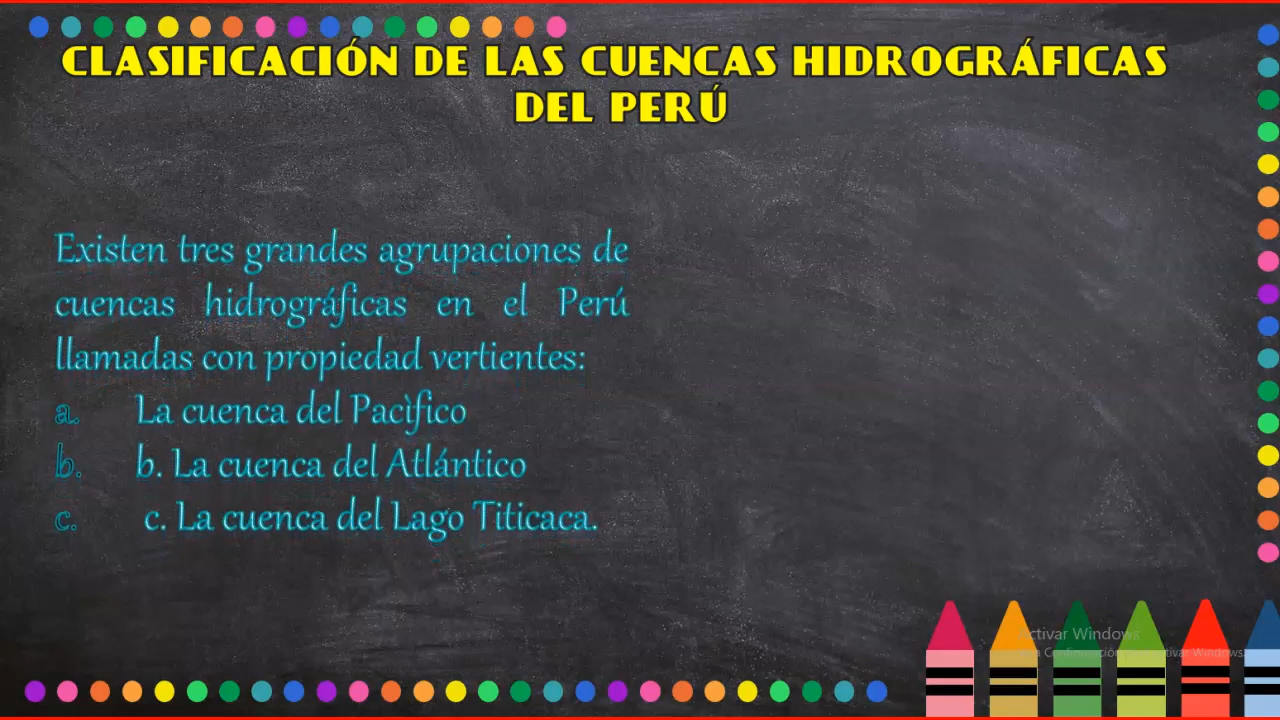 CLASIFICACIÓN DE LAS CUENCAS HIDROGRÁFICAS
DEL PERÚ
Existen tres grandes agrupaciones de
cuencas hidrográficas en el Perú
llamadas con propiedad vertientes:
a. La cuenca del Pacìfico
b. b. La cuenca del Atlántico
c. c. La cuenca del Lago Titicaca.
Activar Windows